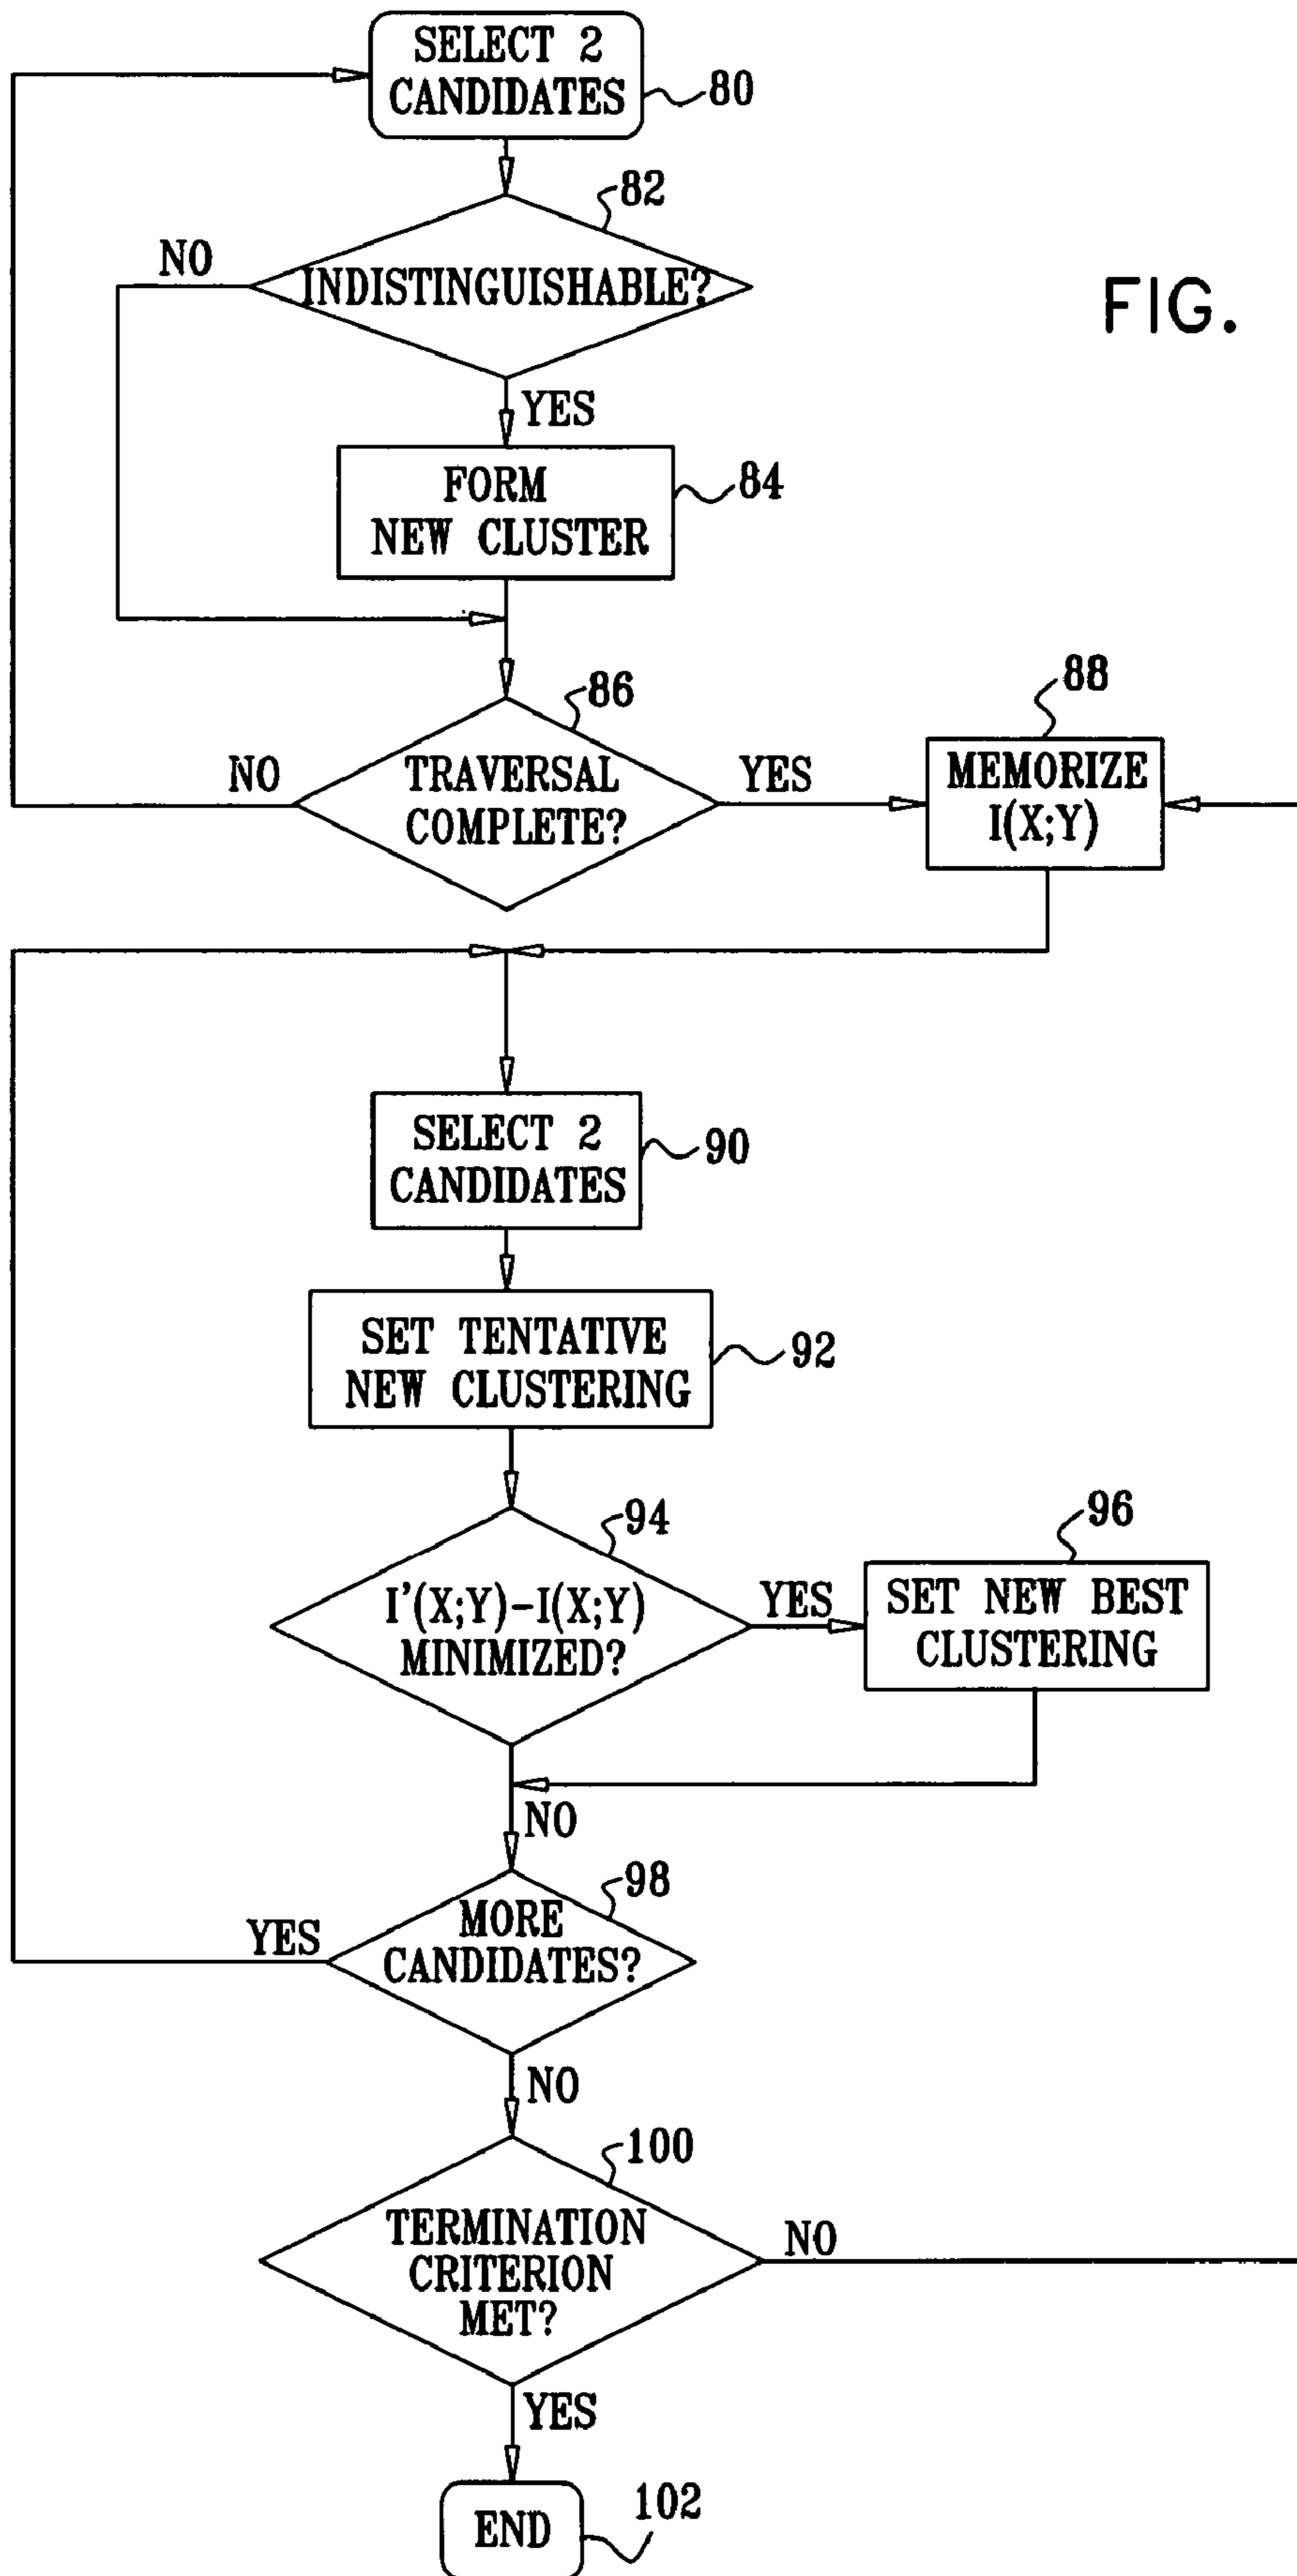 SELECT 2
CANDIDATES
80
82
NO
INDISTINGUISHABLE?
FIG.
YES
FORM
NEW CLUSTER
84
86
88
NO
TRAVERSAL
COMPLETE?
YES
MEMORIZE
I(X;Y)
SELECT 2
CANDIDATES
90
SET TENTATIVE
NEW CLUSTERING
92
94
96
I'(X;Y)-I(X;Y)
MINIMIZED?
YES
SET NEW BEST
CLUSTERING
NO
98
YES
MORE
CANDIDATES?
NO
100
TERMINATION
CRITERION
MET?
NO
YES
END
102